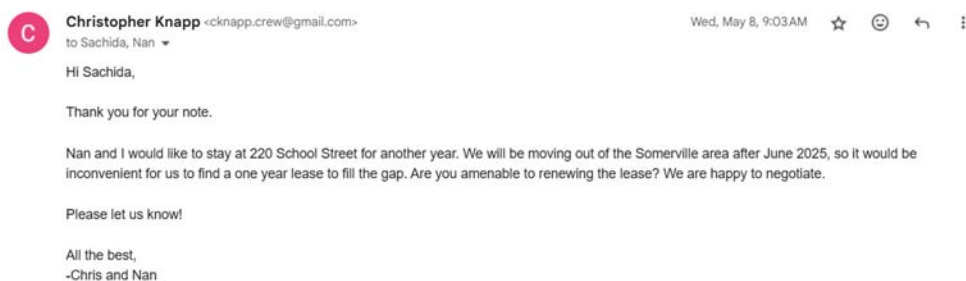 C
Christopher Knapp <cknapp.crew@gmail.com>
Wed, May 8, 9:03 AM
to Sachida, Nan
Hi Sachida,
Thank you for your note.
Nan and I would like to stay at 220 School Street for another year. We will be moving out of the Somerville area after June 2025, so it would be
inconvenient for us to find a one year lease to fill the gap. Are you amenable to renewing the lease? We are happy to negotiate.
Please let us know!
All the best,
-Chris and Nan